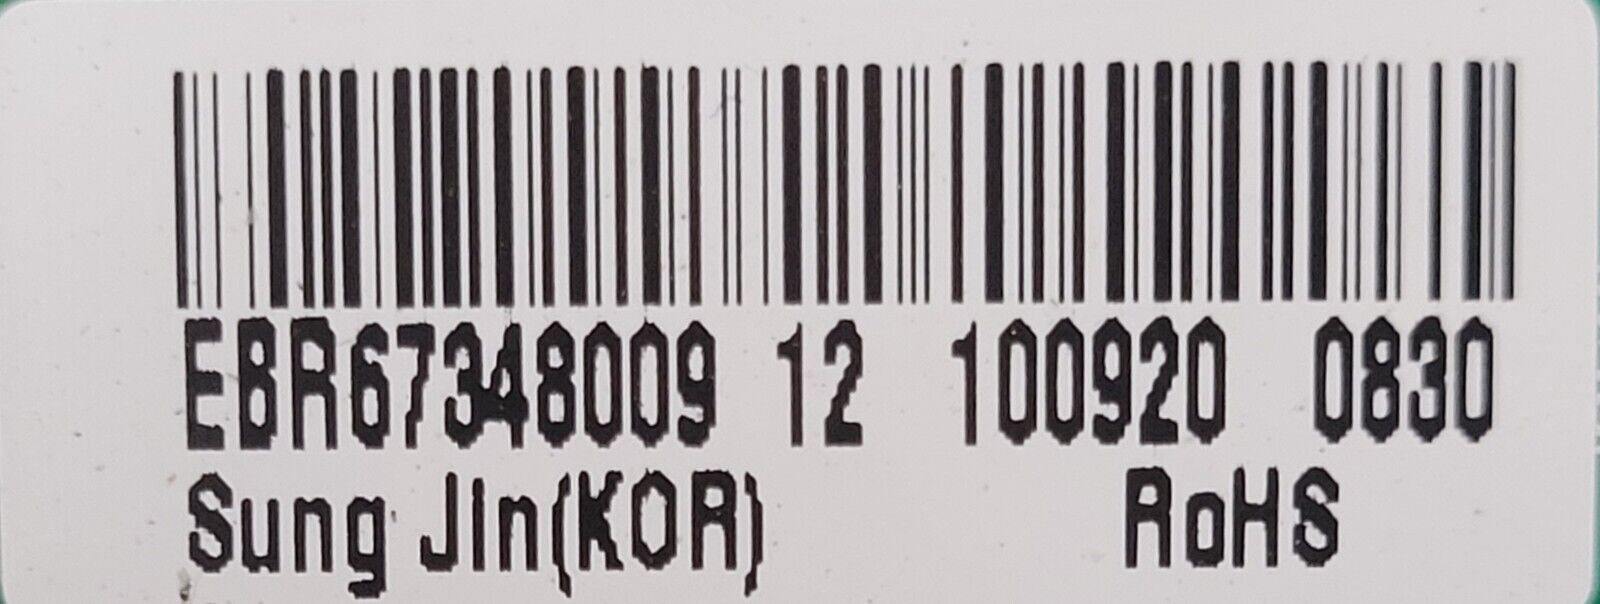 EBR67348009 12 100920 0830
Sung Jin(KOR) RoHS